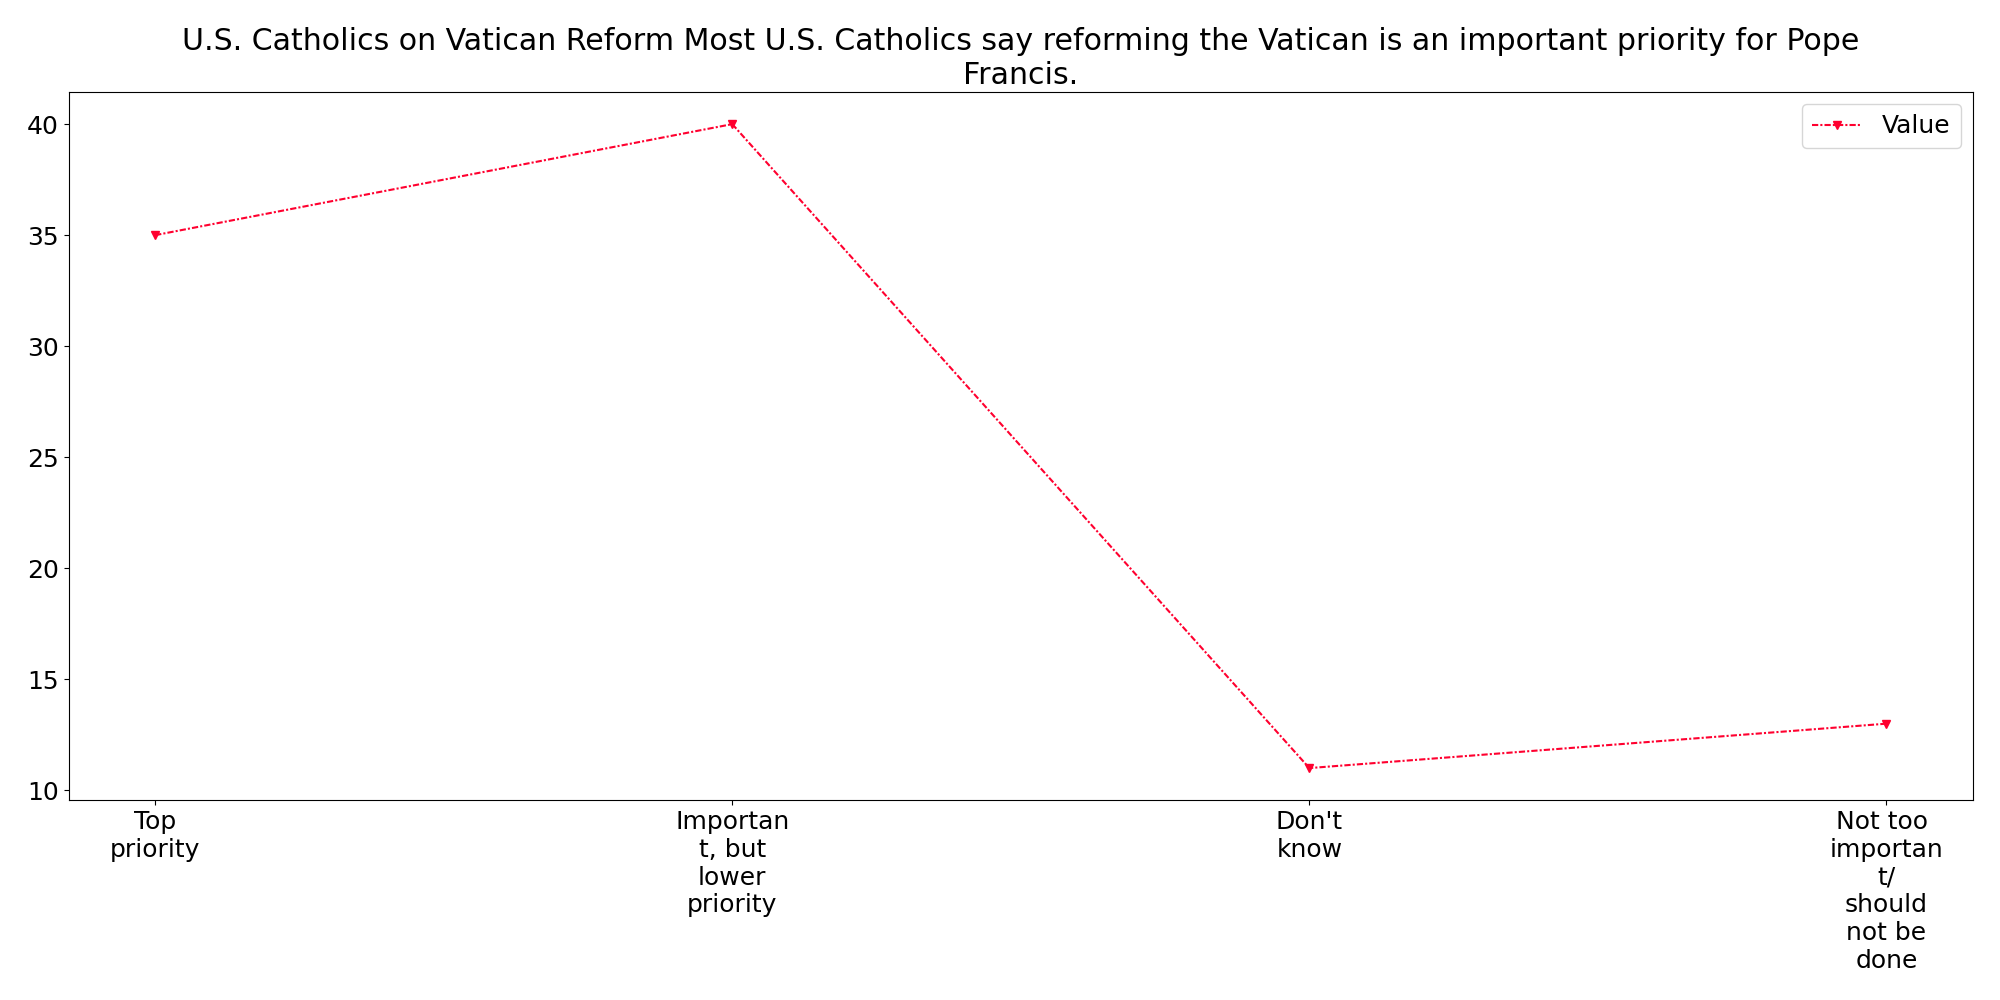 U.S. Catholics on Vatican Reform Most U.S. Catholics say reforming the Vatican is an important priority for Pope
Francis.
Value
40
35
30
25
20
15
10
Top
priority
Importan
t, but
lower
priority
Don't
know
Not too
importan
t/
should
not be
done